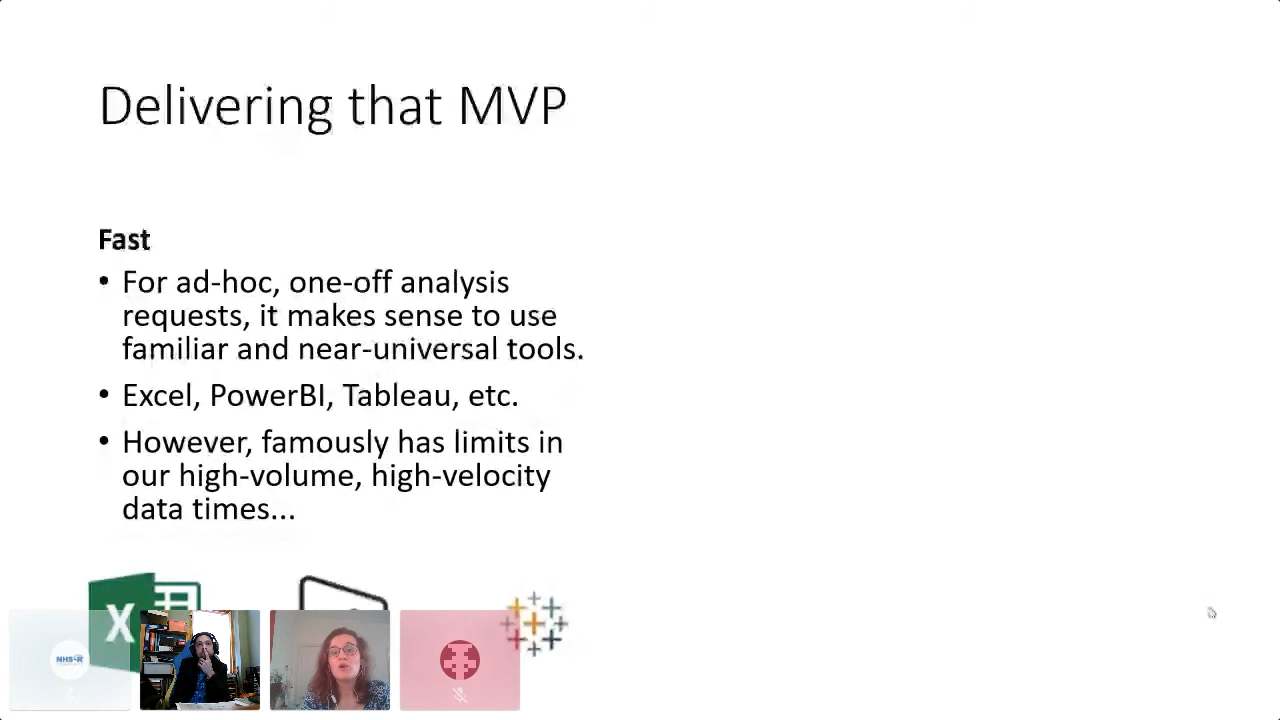 Delivering that MVP
Fast
• For ad-hoc, one-off analysis
requests, it makes sense to use
familiar and near-universal tools.
• Excel, PowerBI, Tableau, etc.
• However, famously has limits in
our high-volume, high-velocity
data times...
X
NHS-R